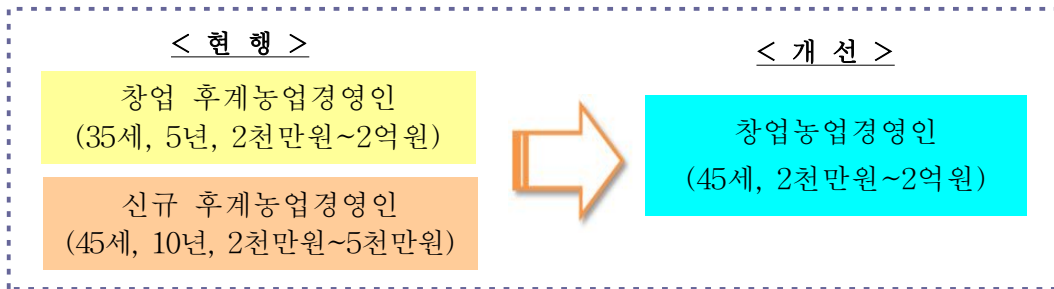 < 현 행 >
창업 후계농업경영인
(35세, 5년, 2천만원~2억원)
신규 후계농업경영인
(45세, 10년, 2천만원~5천만원)
< 개 선 >
창업농업경영인
(45세, 2천만원~2억원)